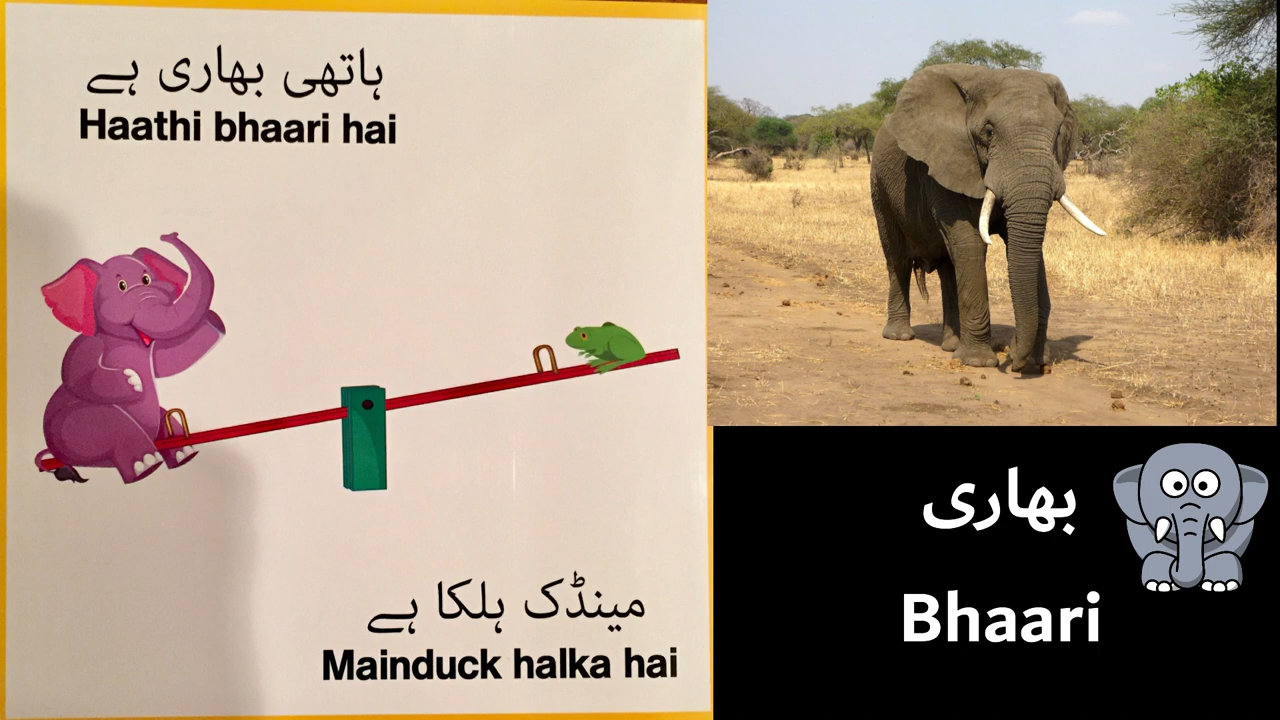 ہاتھی بھاری ہے
Haathi bhaari hai
مینڈک ہلکا ہے
Mainduck halka hai
بھاری
Bhaari